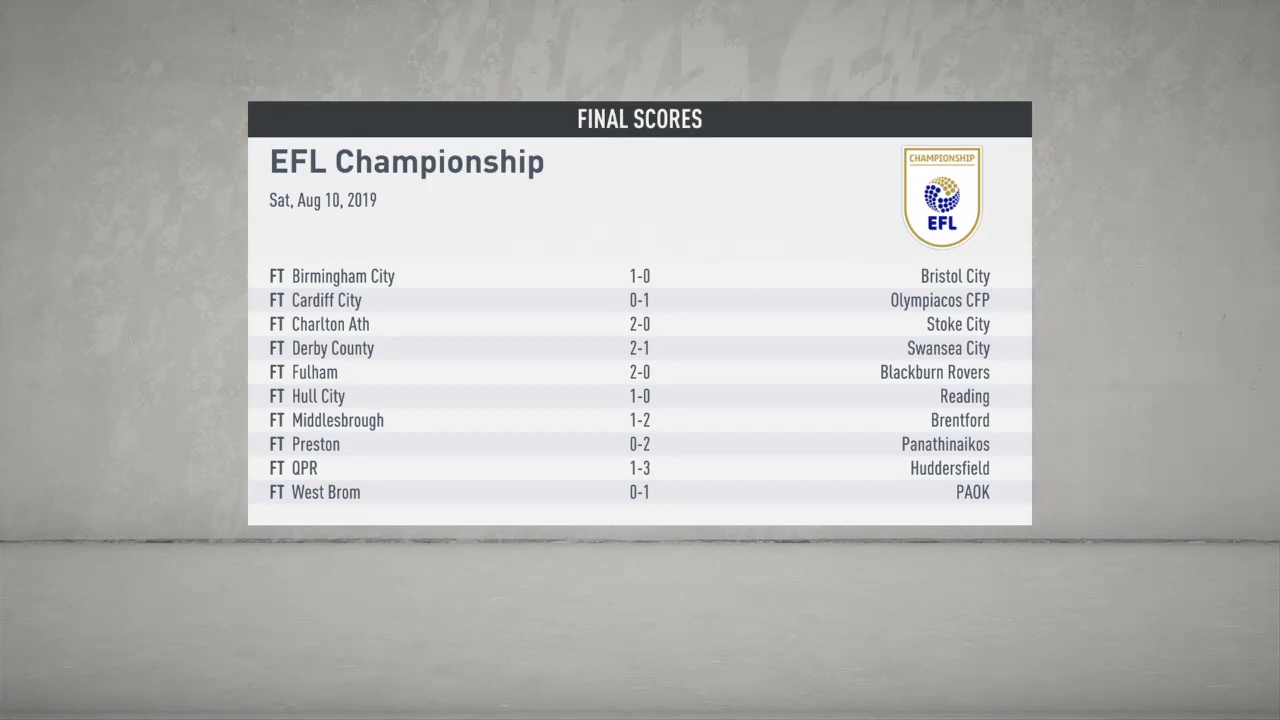 FINAL SCORES
EFL Championship
CHAMPIONSHIP
EFL
Sat, Aug 10, 2019
FT Birmingham City 1-0 Bristol City
FT Cardiff City 0-1 Olympiacos CFP
FT Charlton Ath 2-0 Stoke City
FT Derby County 2-1 Swansea City
FT Fulham 2-0 Blackburn Rovers
FT Hull City 1-0 Reading
FT Middlesbrough 1-2 Brentford
FT Preston 0-2 Panathinaikos
FT QPR 1-3 Huddersfield
FT West Brom 0-1 PAOK